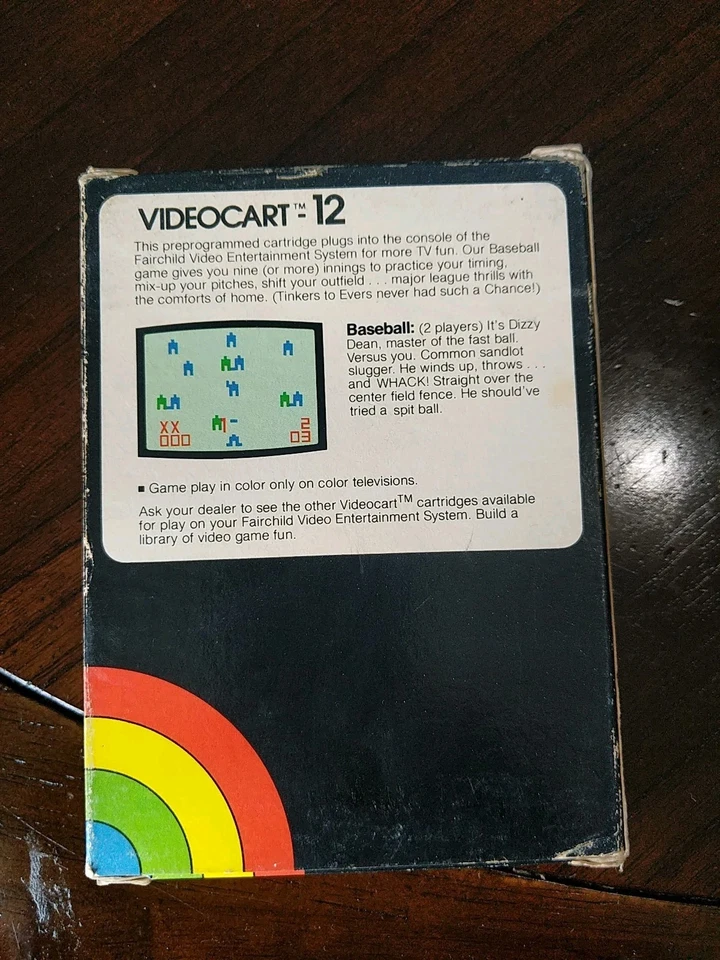 VIDEOCART™-12
This preprogrammed cartridge plugs into the console of the
Fairchild Video Entertainment System for more TV fun. Our Baseball
game gives you nine (or more) innings to practice your timing,
mix-up your pitches, shift your outfield . . . major league thrills with
the comforts of home. (Tinkers to Evers never had such a Chance!)
Baseball: (2 players) It's Dizzy
Dean, master of the fast ball.
Versus you. Common sandlot
slugger. He winds up, throws . . .
and WHACK! Straight over the
center field fence. He should've
tried a spit ball.
XX
000
2
03
■ Game play in color only on color televisions.
Ask your dealer to see the other Videocart™ cartridges available
for play on your Fairchild Video Entertainment System. Build a
library of video game fun.